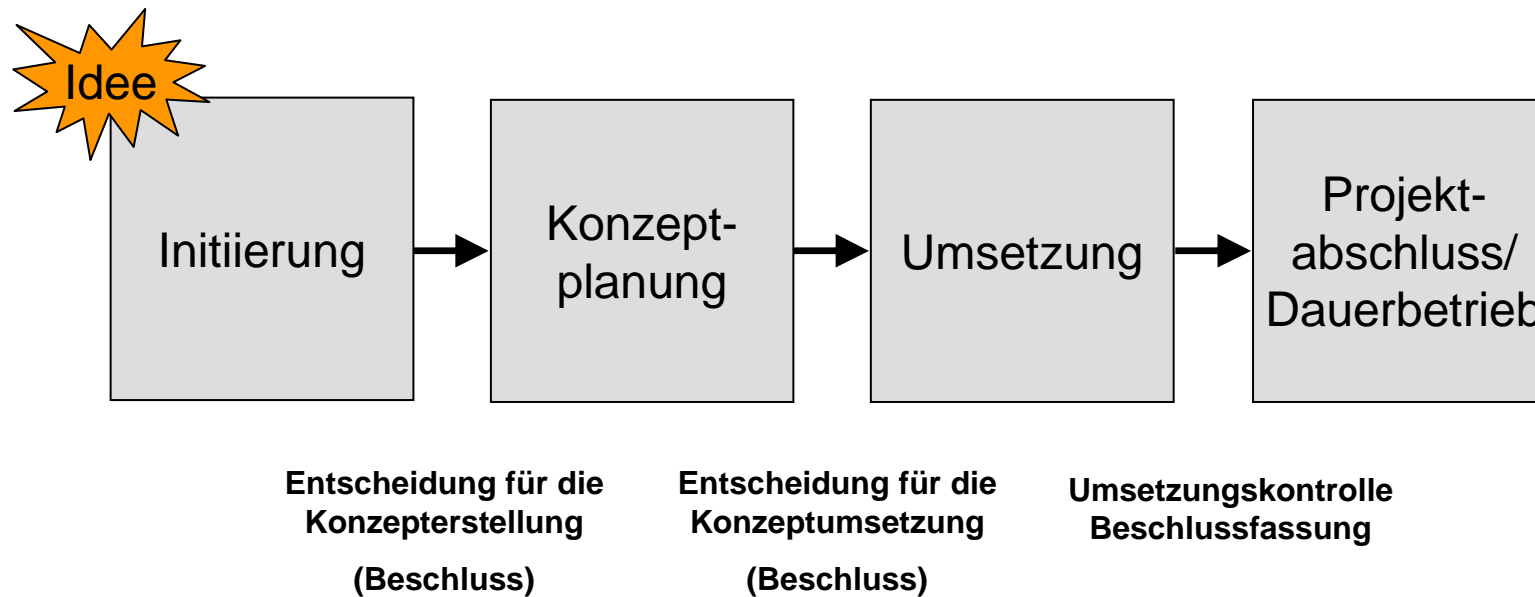 Idee
Initiierung
Konzept-
planung
Umsetzung
Projekt-
abschluss/
Dauerbetrieb
Entscheidung für die
Konzepterstellung
(Beschluss)
Entscheidung für die
Konzeptumsetzung
(Beschluss)
Umsetzungskontrolle
Beschlussfassung